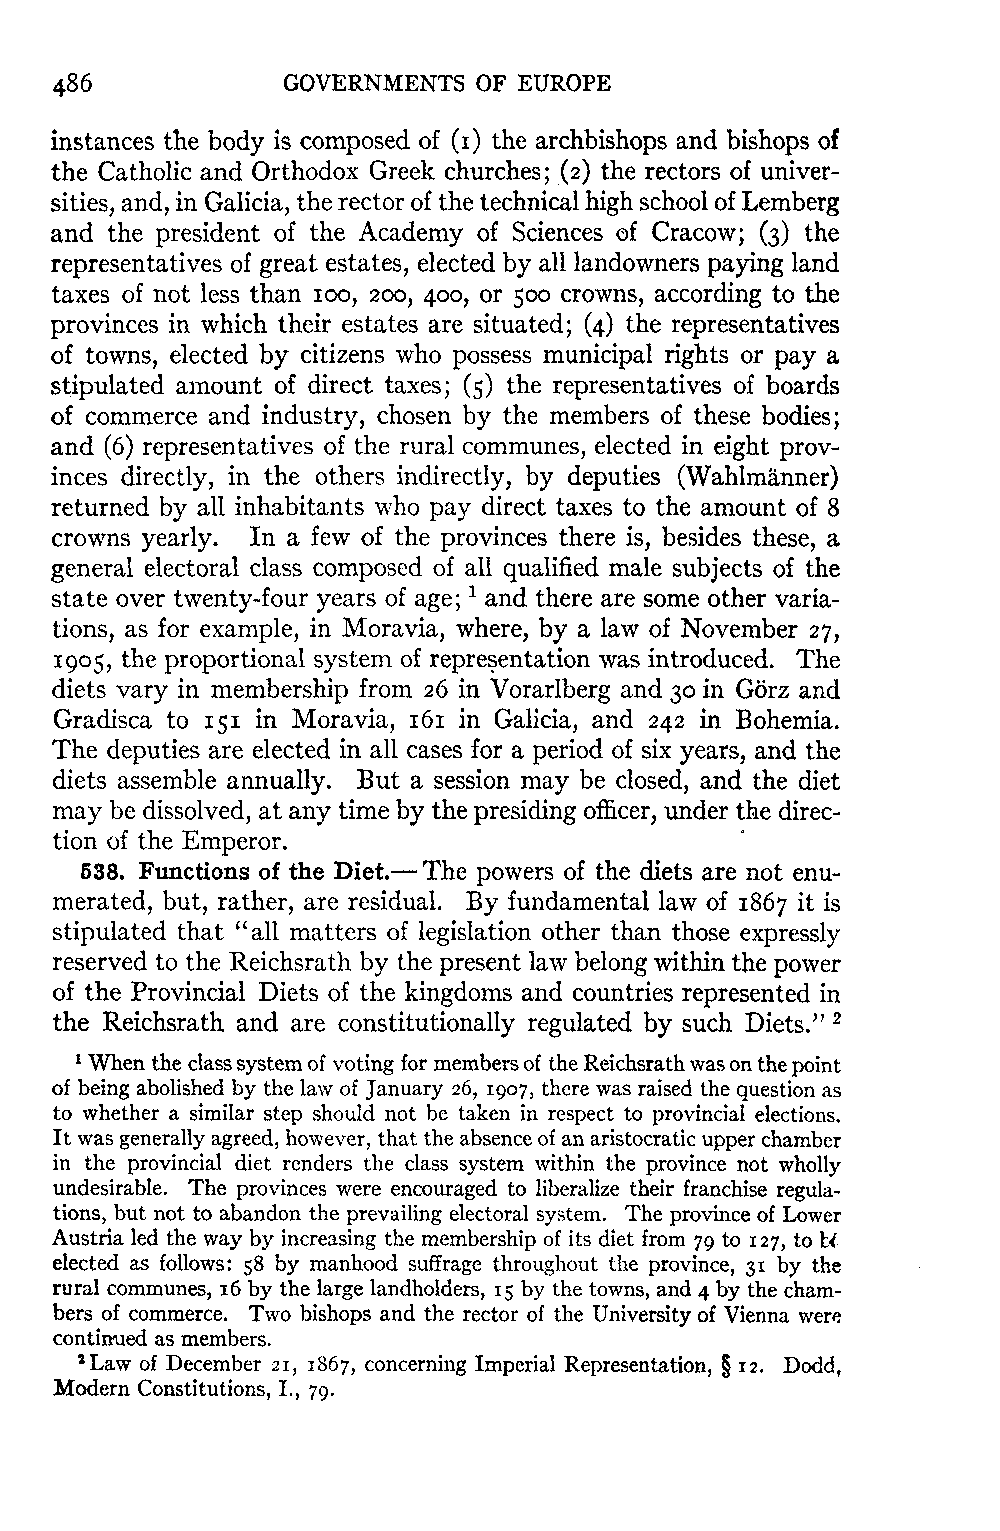 486 GOVERNMENTS OF EUROPE
instances the body is composed of (1) the archbishops and bishops of
the Catholic and Orthodox Greek churches; (2) the rectors of univer-
sities, and, in Galicia, the rector of the technical high school of Lemberg
and the president of the Academy of Sciences of Cracow; (3) the
representatives of great estates, elected by all landowners paying land
taxes of not less than 100, 200, 400, or 500 crowns, according to the
provinces in which their estates are situated; (4) the representatives
of towns, elected by citizens who possess municipal rights or pay a
stipulated amount of direct taxes; (5) the representatives of boards
of commerce and industry, chosen by the members of these bodies;
and (6) representatives of the rural communes, elected in eight prov-
inces directly, in the others indirectly, by deputies (Wahlmänner)
returned by all inhabitants who pay direct taxes to the amount of 8
crowns yearly. In a few of the provinces there is, besides these, a
general electoral class composed of all qualified male subjects of the
state over twenty-four years of age; ¹ and there are some other varia-
tions, as for example, in Moravia, where, by a law of November 27,
1905, the proportional system of representation was introduced. The
diets vary in membership from 26 in Vorarlberg and 30 in Görz and
Gradisca to 151 in Moravia, 161 in Galicia, and 242 in Bohemia.
The deputies are elected in all cases for a period of six years, and the
diets assemble annually. But a session may be closed, and the diet
may be dissolved, at any time by the presiding officer, under the direc-
tion of the Emperor.
538. Functions of the Diet.—The powers of the diets are not enu-
merated, but, rather, are residual. By fundamental law of 1867 it is
stipulated that "all matters of legislation other than those expressly
reserved to the Reichsrath by the present law belong within the power
of the Provincial Diets of the kingdoms and countries represented in
the Reichsrath and are constitutionally regulated by such Diets." ²
¹ When the class system of voting for members of the Reichsrath was on the point
of being abolished by the law of January 26, 1907, there was raised the question as
to whether a similar step should not be taken in respect to provincial elections.
It was generally agreed, however, that the absence of an aristocratic upper chamber
in the provincial diet renders the class system within the province not wholly
undesirable. The provinces were encouraged to liberalize their franchise regula-
tions, but not to abandon the prevailing electoral system. The province of Lower
Austria led the way by increasing the membership of its diet from 79 to 127, to be
elected as follows: 58 by manhood suffrage throughout the province, 31 by the
rural communes, 16 by the large landholders, 15 by the towns, and 4 by the cham-
bers of commerce. Two bishops and the rector of the University of Vienna were
continued as members.
² Law of December 21, 1867, concerning Imperial Representation, § 12. Dodd,
Modern Constitutions, I., 79.